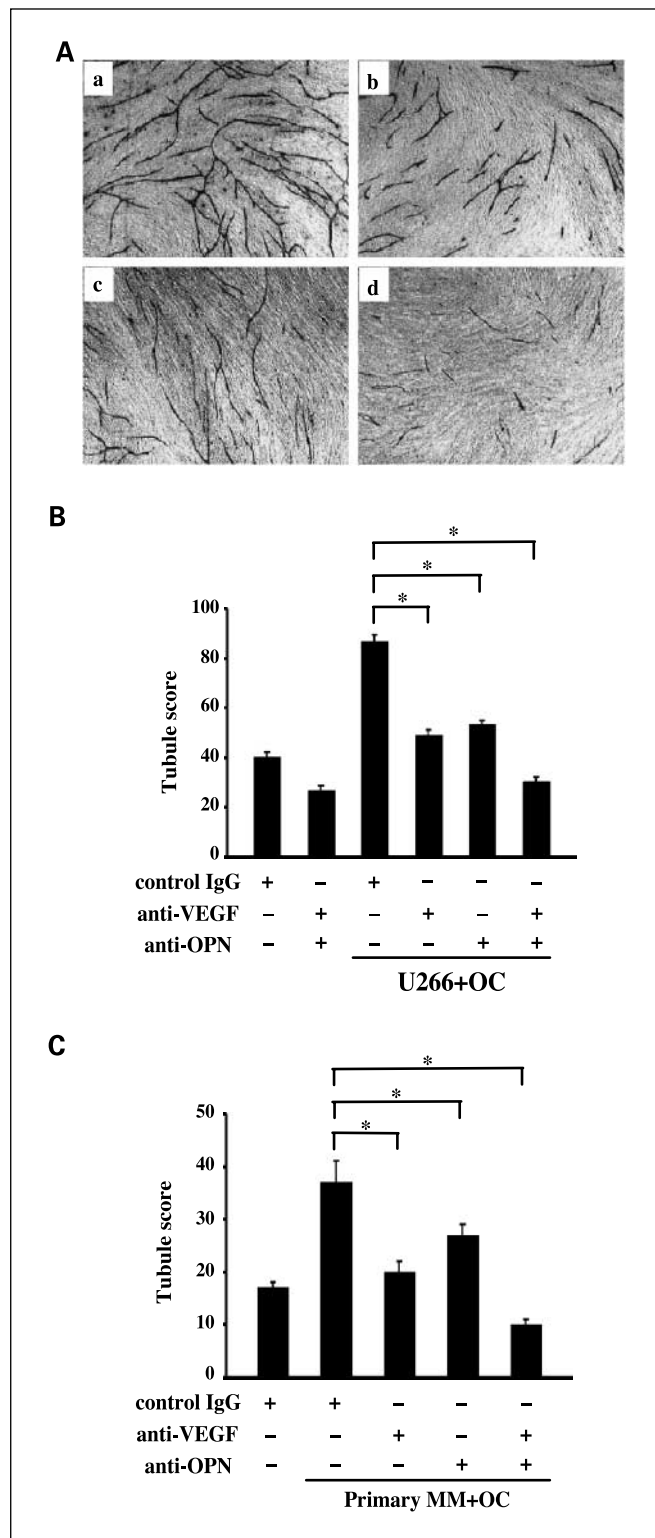 A
a
b
c
d
B
*
*
*
100
80
60
40
20
0
Tubule score
control IgG + – + – – –
anti-VEGF – + – + – +
anti-OPN – + – – + +
U266+OC
C
*
*
*
50
40
30
20
10
0
Tubule score
control IgG + + – – –
anti-VEGF – – + – +
anti-OPN – – – + +
Primary MM+OC